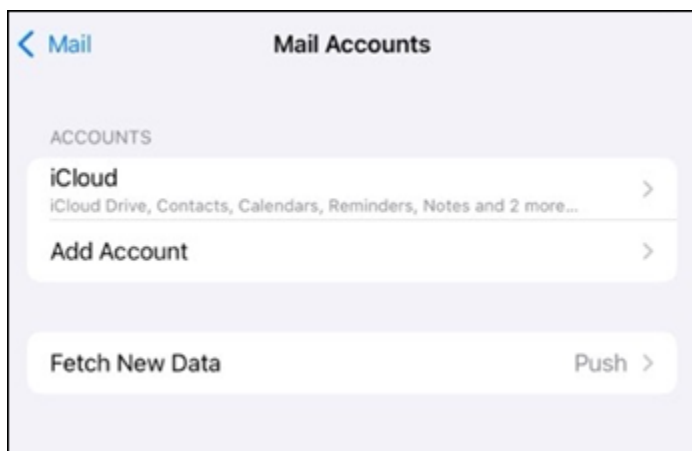 Mail
Mail Accounts
ACCOUNTS
iCloud
iCloud Drive, Contacts, Calendars, Reminders, Notes and 2 more...
Add Account
Fetch New Data Push